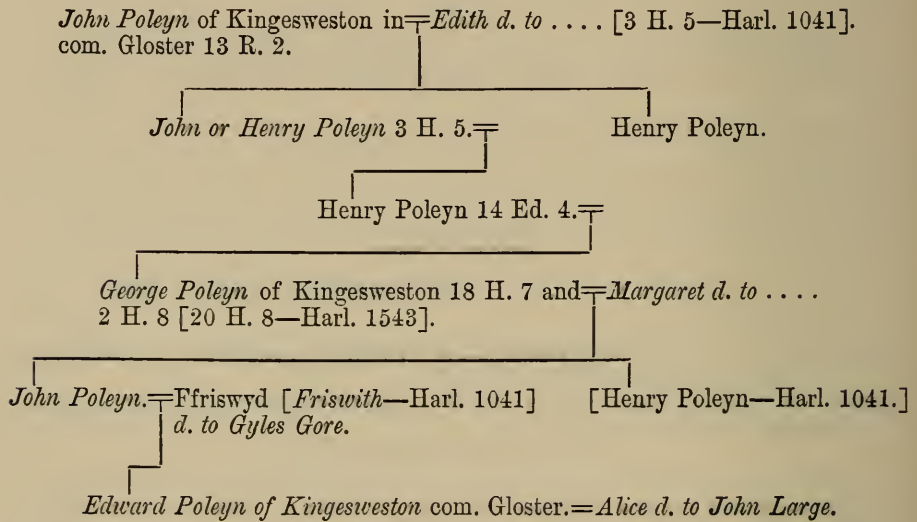 John Poleyn of Kingesweston in=Edith d. to . . . . [3 H. 5—Harl. 1041].
com. Gloster 13 R. 2.
John or Henry Poleyn 3 H. 5.= Henry Poleyn.
Henry Poleyn 14 Ed. 4.=
George Poleyn of Kingesweston 18 H. 7 and=Margaret d. to . . . .
2 H. 8 [20 H. 8—Harl. 1543].
John Poleyn.=Ffriswyd [Friswith—Harl. 1041] [Henry Poleyn—Harl. 1041.]
d. to Gyles Gore.
Edward Poleyn of Kingesweston com. Gloster.=Alice d. to John Large.